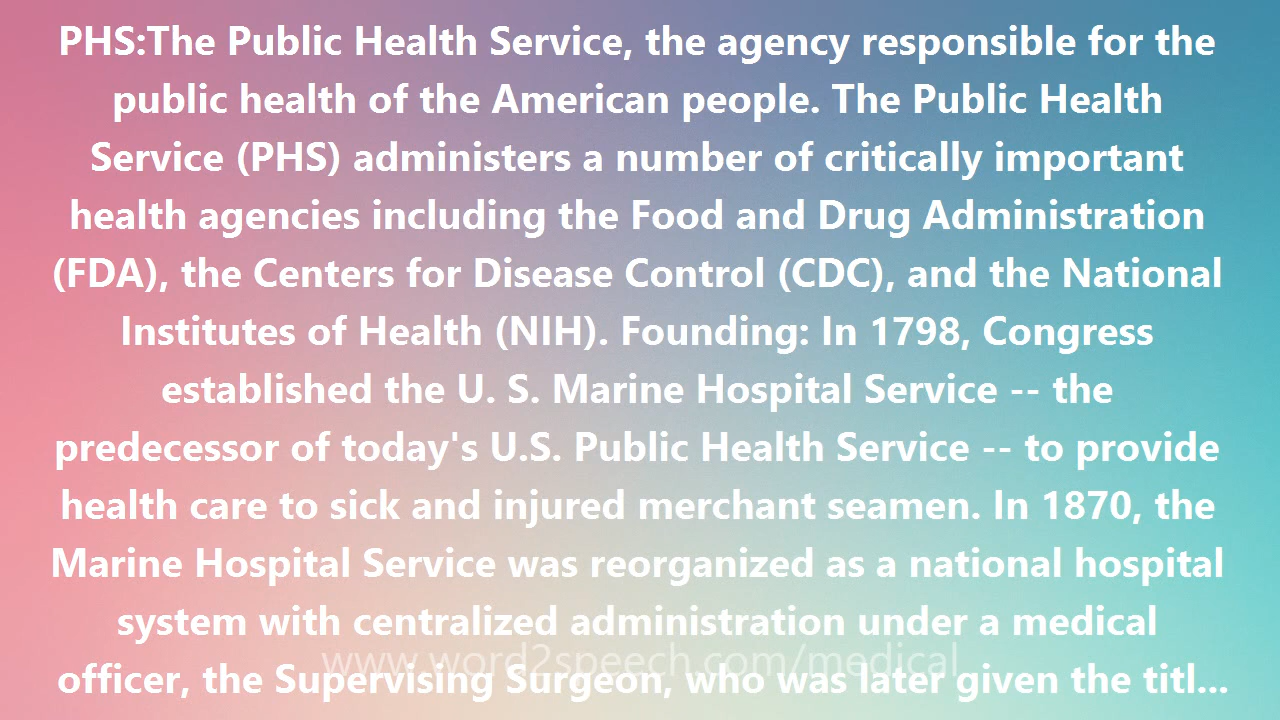 PHS:The Public Health Service, the agency responsible for the
public health of the American people. The Public Health
Service (PHS) administers a number of critically important
health agencies including the Food and Drug Administration
(FDA), the Centers for Disease Control (CDC), and the National
Institutes of Health (NIH). Founding: In 1798, Congress
established the U. S. Marine Hospital Service -- the
predecessor of today's U.S. Public Health Service -- to provide
health care to sick and injured merchant seamen. In 1870, the
Marine Hospital Service was reorganized as a national hospital
system with centralized administration under a medical
www.word2speech.com/medical
officer, the Supervising Surgeon, who was later given the titl...